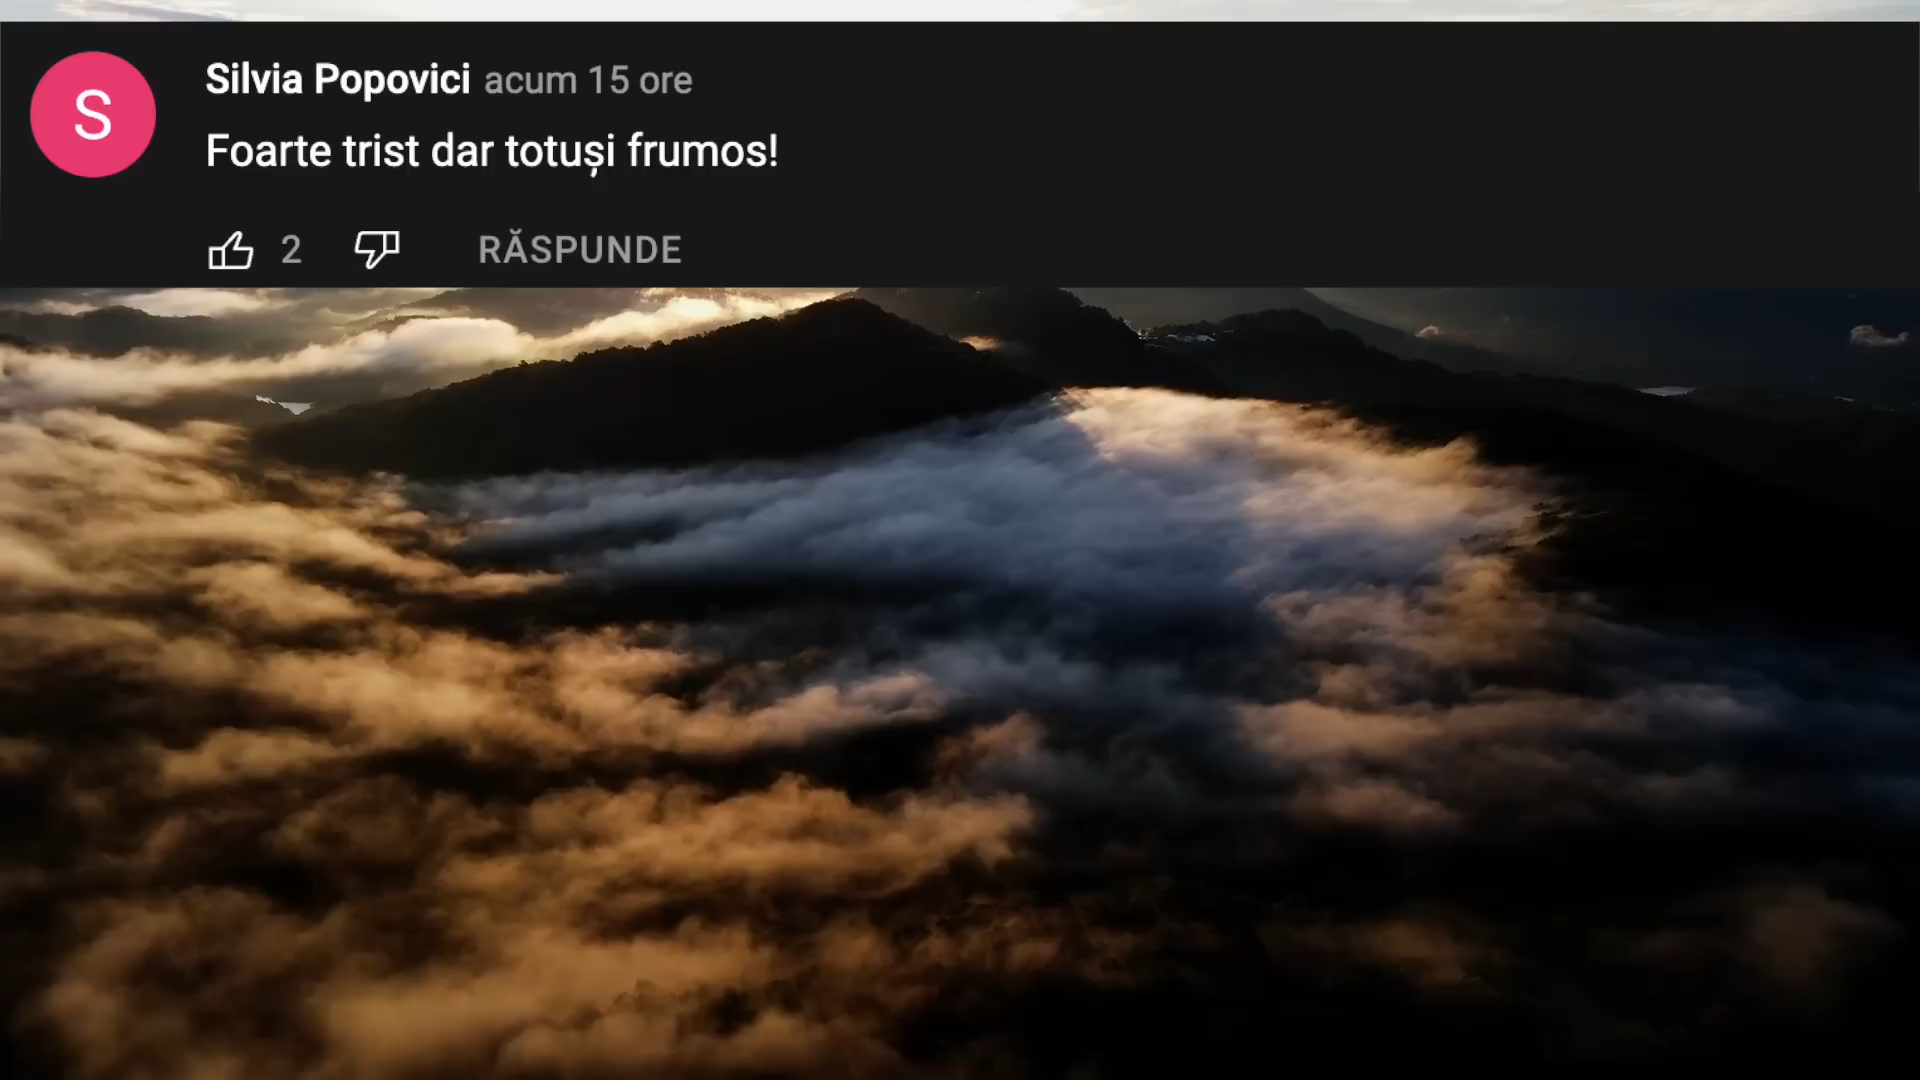 S
Silvia Popovici acum 15 ore
Foarte trist dar totuși frumos!
2 RĂSPUNDE